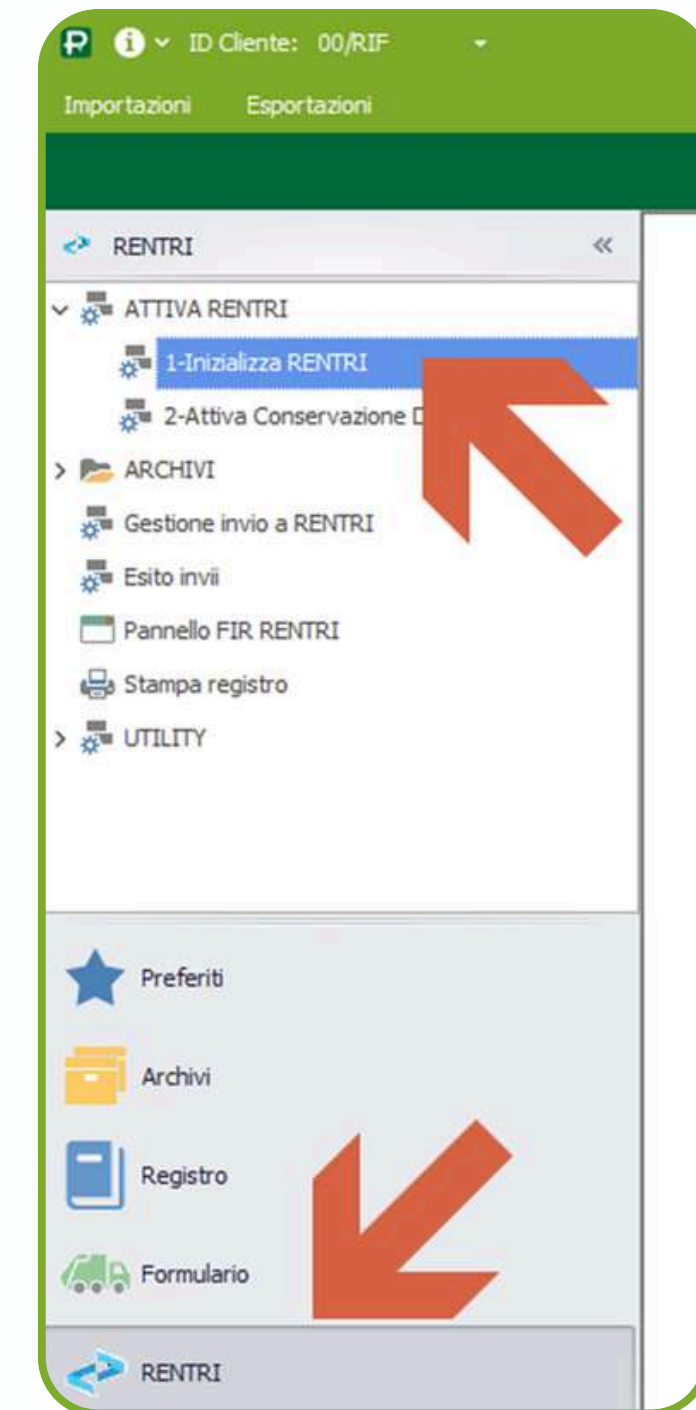 ID Cliente: 00/RIF
Importazioni Esportazioni
RENTRI
ATTIVA RENTRI
1-Inizializza RENTRI
2-Attiva Conservazione
ARCHIVI
Gestione invio a RENTRI
Esito invii
Pannello FIR RENTRI
Stampa registro
UTILITY
Preferiti
Archivi
Registro
Formulario
RENTRI